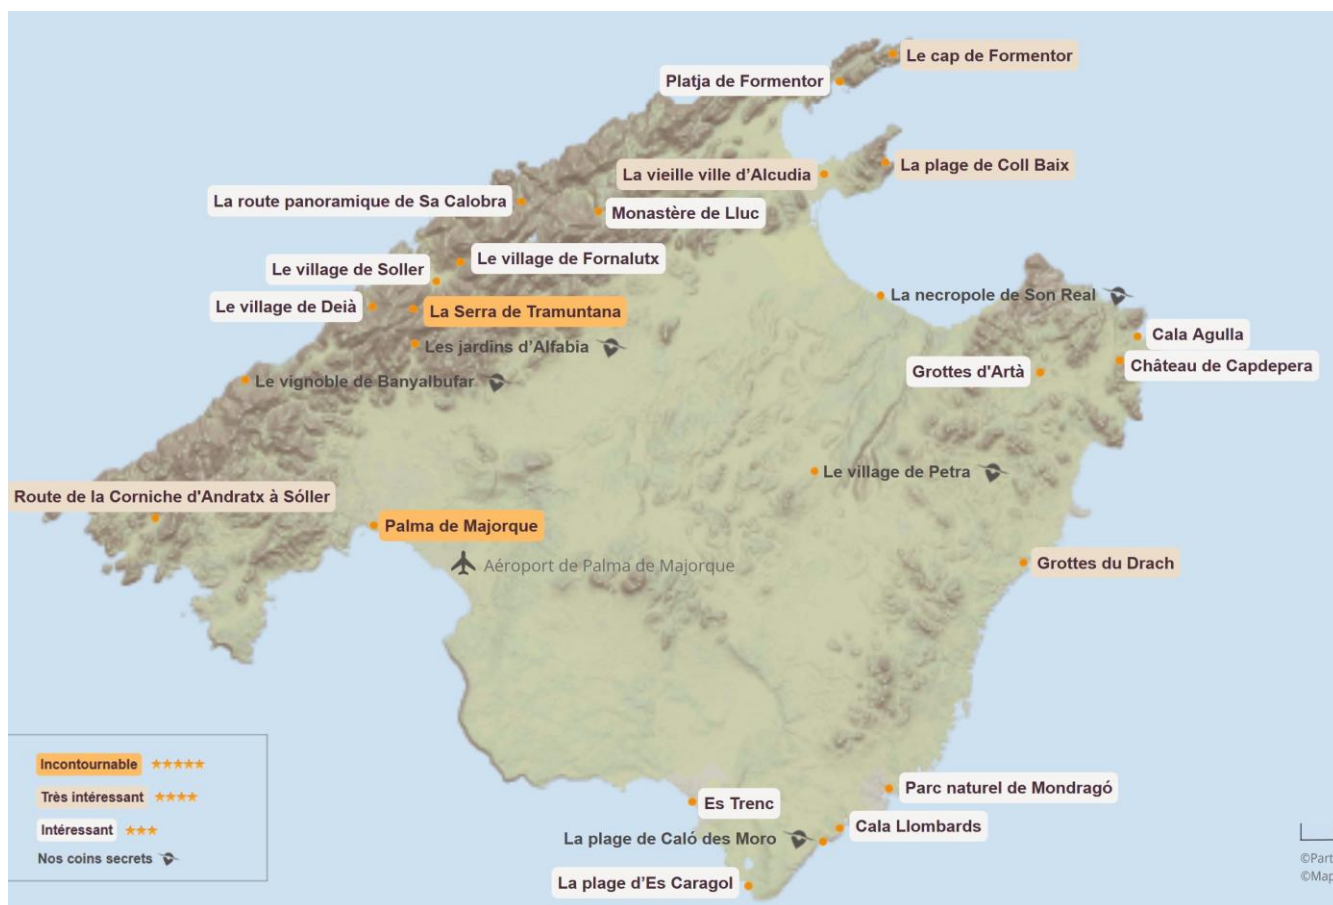 Le cap de Formentor
Platja de Formentor
La plage de Coll Baix
La vieille ville d’Alcudia
La route panoramique de Sa Calobra
Monastère de Lluc
Le village de Fornalutx
Le village de Soller
La necropole de Son Real
Le village de Deià
La Serra de Tramuntana
Cala Agulla
Les jardins d’Alfabia
Château de Capdepera
Grottes d'Artà
Le vignoble de Banyalbufar
Le village de Petra
Route de la Corniche d'Andratx à Sóller
Palma de Majorque
Grottes du Drach
Aéroport de Palma de Majorque
Incontournable
Très intéressant
Intéressant
Nos coins secrets
Parc naturel de Mondragó
Es Trenc
Cala Llombards
La plage de Caló des Moro
La plage d’Es Caragol
©Part
©Map